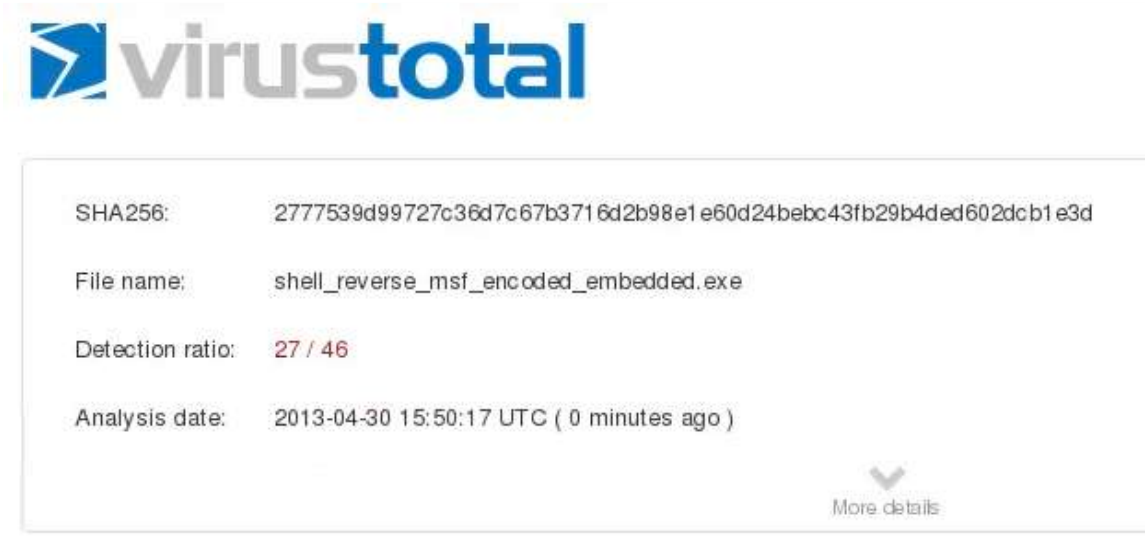 virustotal
SHA256: 2777539d99727c36d7c67b3716d2b98e1e60d24bebc43fb29b4ded602dcb1e3d
File name: shell_reverse_msf_encoded_embedded.exe
Detection ratio: 27 / 46
Analysis date: 2013-04-30 15:50:17 UTC ( 0 minutes ago )
More details